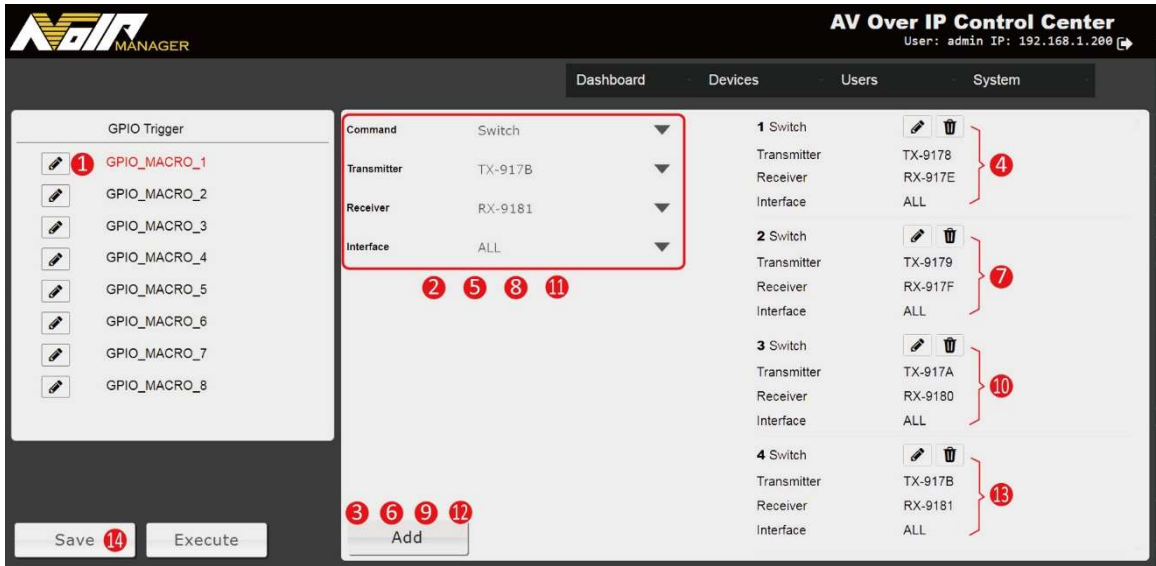 AVoIP MANAGER
AV Over IP Control Center
User: admin IP: 192.168.1.200
Dashboard Devices Users System
GPIO Trigger
1 GPIO_MACRO_1
GPIO_MACRO_2
GPIO_MACRO_3
GPIO_MACRO_4
GPIO_MACRO_5
GPIO_MACRO_6
GPIO_MACRO_7
GPIO_MACRO_8
Save 14 Execute
Command Switch
Transmitter TX-917B
Receiver RX-9181
Interface ALL
2 5 8 11
3 6 9 12
Add
1 Switch
Transmitter TX-9178
Receiver RX-917E
Interface ALL
4
2 Switch
Transmitter TX-9179
Receiver RX-917F
Interface ALL
7
3 Switch
Transmitter TX-917A
Receiver RX-9180
Interface ALL
10
4 Switch
Transmitter TX-917B
Receiver RX-9181
Interface ALL
13